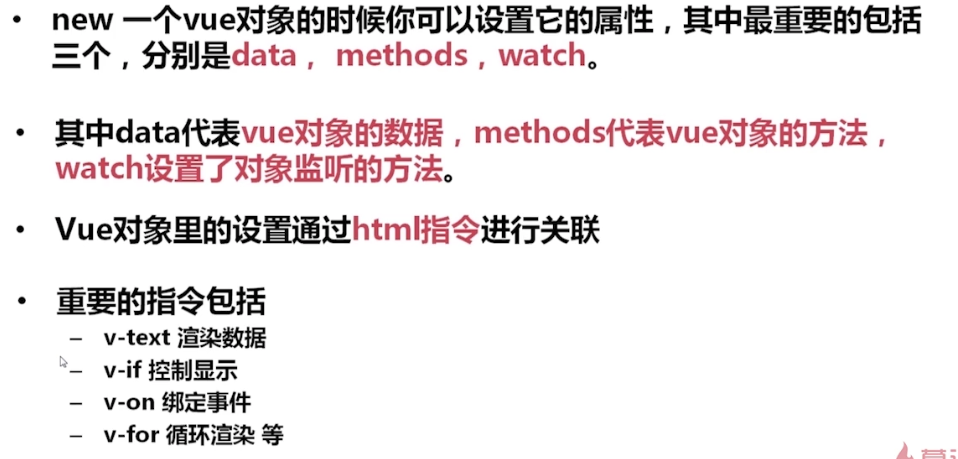 • new 一个vue对象的时候你可以设置它的属性，其中最重要的包括
三个，分别是data， methods，watch。
• 其中data代表vue对象的数据，methods代表vue对象的方法，
watch设置了对象监听的方法。
• Vue对象里的设置通过html指令进行关联
• 重要的指令包括
– v-text 渲染数据
– v-if 控制显示
– v-on 绑定事件
– v-for 循环渲染 等